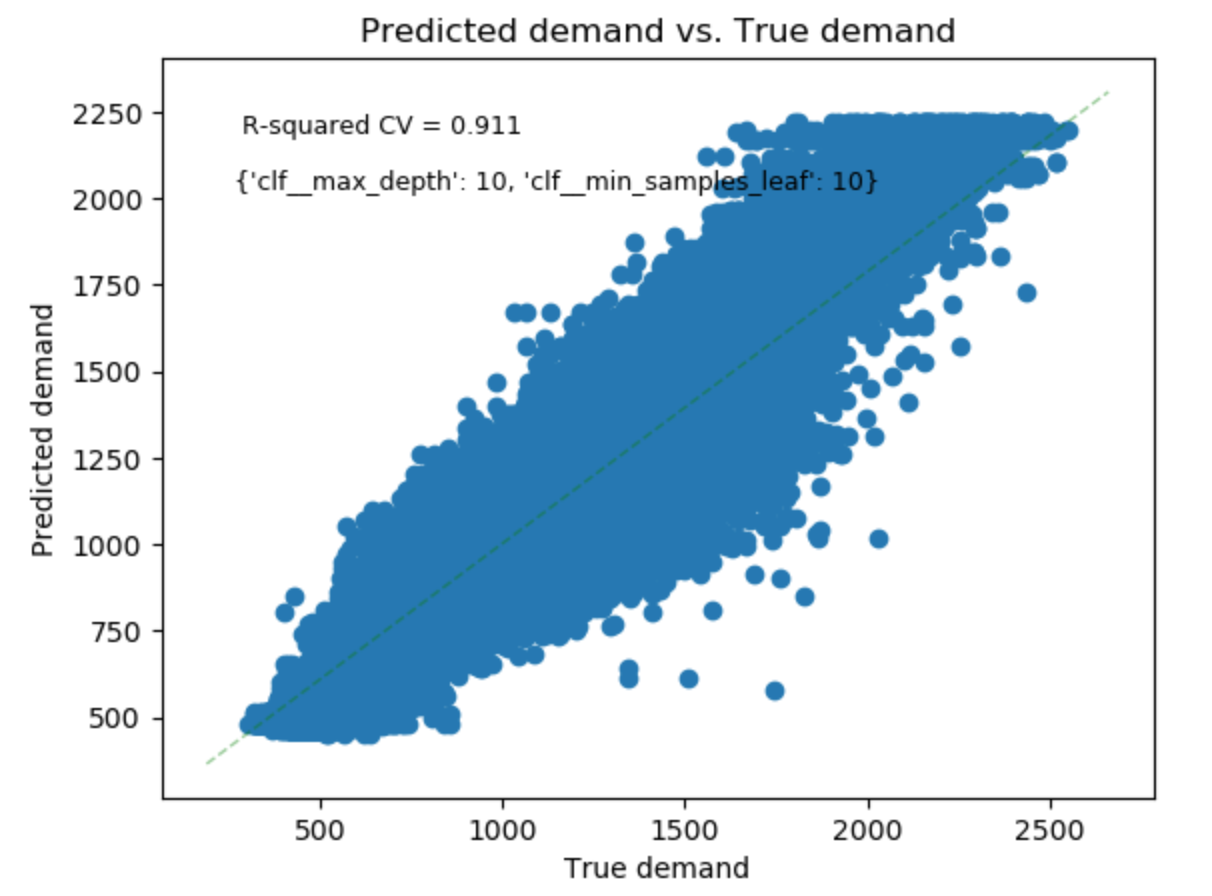 Predicted demand vs. True demand
R-squared CV = 0.911
{'clf__max_depth': 10, 'clf__min_samples_leaf': 10}
Predicted demand
2250
2000
1750
1500
1250
1000
750
500
500 1000 1500 2000 2500
True demand